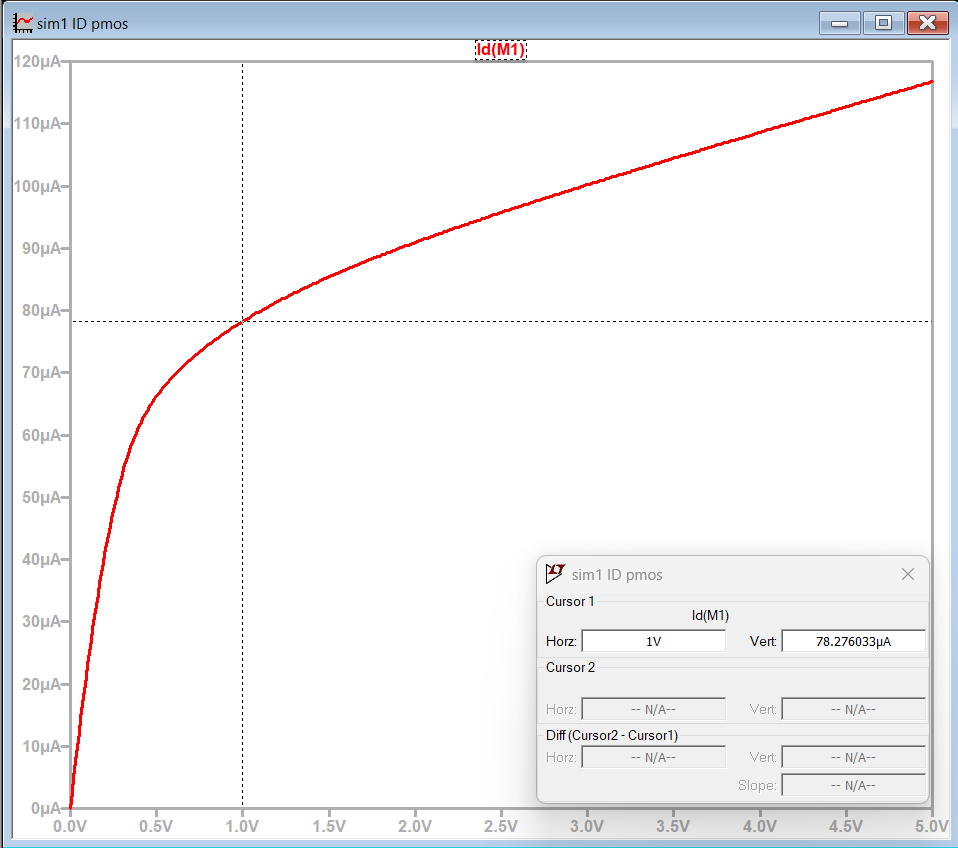 sim1 ID pmos
Id(M1)
120µA
110µA
100µA
90µA
80µA
70µA
60µA
50µA
40µA
30µA
20µA
10µA
0µA
0.0V 0.5V 1.0V 1.5V 2.0V 2.5V 3.0V 3.5V 4.0V 4.5V 5.0V
sim1 ID pmos
Cursor 1
Id(M1)
Horz: 1V Vert: 78.276033µA
Cursor 2
Horz: -- N/A-- Vert: -- N/A--
Diff (Cursor2 - Cursor1)
Horz: -- N/A-- Vert: -- N/A--
Slope: -- N/A--